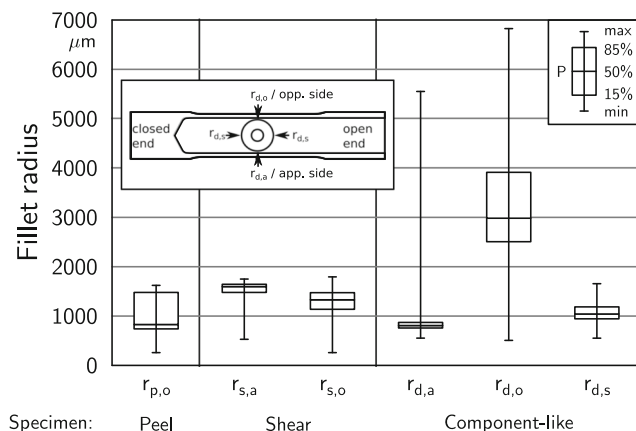 7000
μm
6000
5000
4000
3000
2000
1000
0
Fillet radius
r_d,o / opp. side
closed end
r_d,s
r_d,s
open end
r_d,a / app. side
max
85%
P 50%
15%
min
r_p,o r_s,a r_s,o r_d,a r_d,o r_d,s
Specimen: Peel Shear Component-like